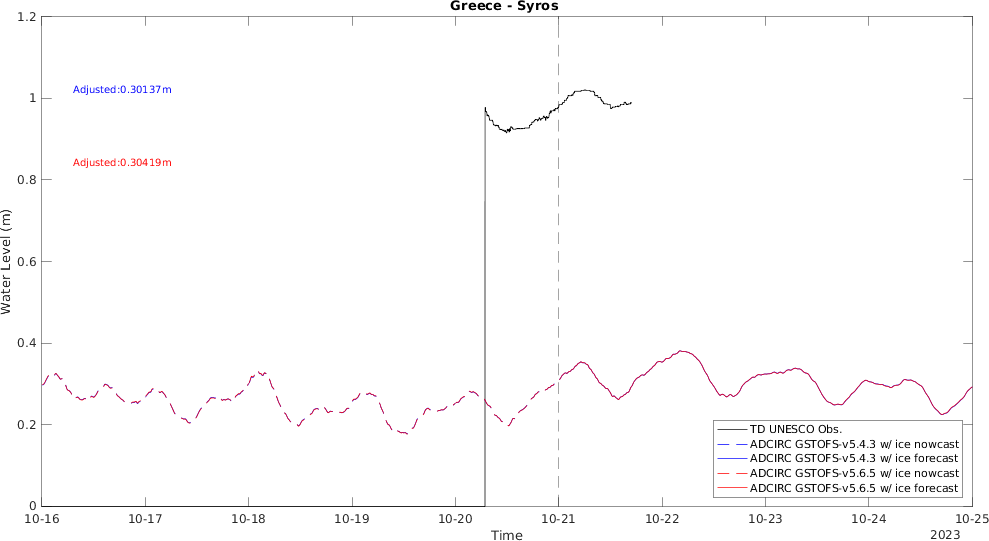 Greece - Syros
1.2
1
0.8
0.6
0.4
0.2
0
Water Level (m)
Adjusted:0.30137m
Adjusted:0.30419m
TD UNESCO Obs.
ADCIRC GSTOFS-v5.4.3 w/ ice nowcast
ADCIRC GSTOFS-v5.4.3 w/ ice forecast
ADCIRC GSTOFS-v5.6.5 w/ ice nowcast
ADCIRC GSTOFS-v5.6.5 w/ ice forecast
10-16 10-17 10-18 10-19 10-20 10-21 10-22 10-23 10-24 10-25
Time
2023